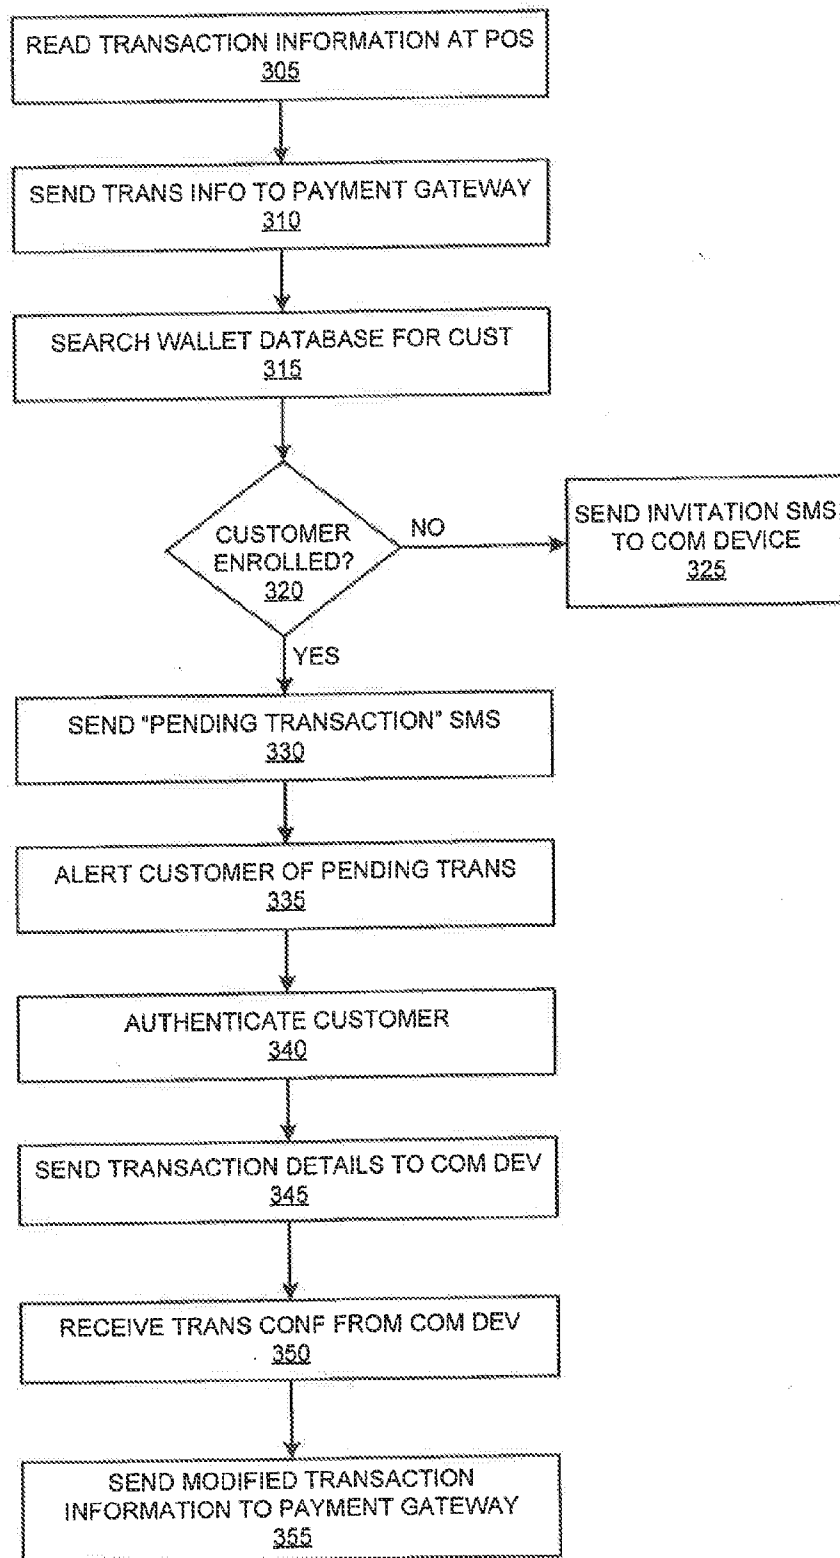 READ TRANSACTION INFORMATION AT POS
305
SEND TRANS INFO TO PAYMENT GATEWAY
310
SEARCH WALLET DATABASE FOR CUST
315
CUSTOMER
ENROLLED?
320
NO
SEND INVITATION SMS
TO COM DEVICE
325
YES
SEND "PENDING TRANSACTION" SMS
330
ALERT CUSTOMER OF PENDING TRANS
335
AUTHENTICATE CUSTOMER
340
SEND TRANSACTION DETAILS TO COM DEV
345
RECEIVE TRANS CONF FROM COM DEV
350
SEND MODIFIED TRANSACTION
INFORMATION TO PAYMENT GATEWAY
355